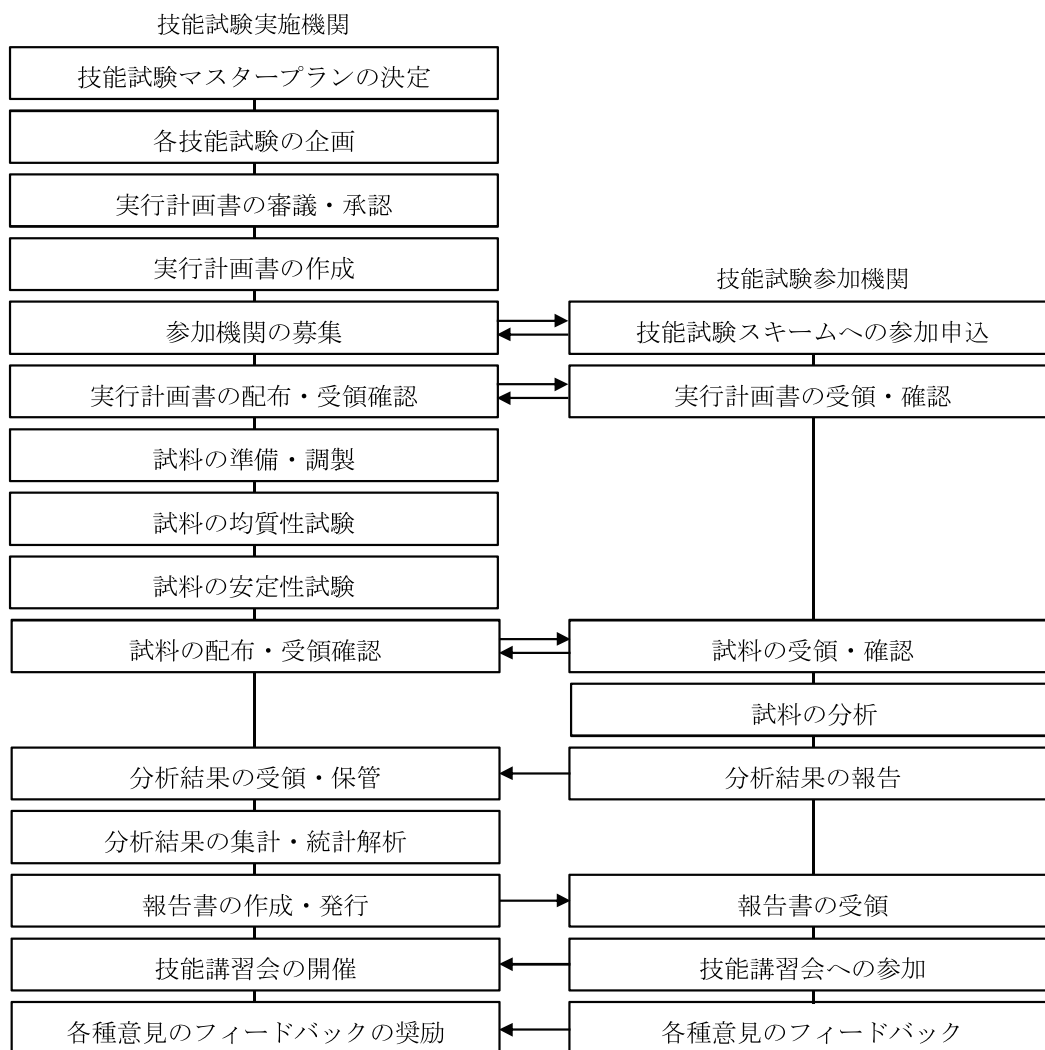 技能試験実施機関
技能試験マスタープランの決定
各技能試験の企画
実行計画書の審議・承認
実行計画書の作成
技能試験参加機関
参加機関の募集
技能試験スキームへの参加申込
実行計画書の配布・受領確認
実行計画書の受領・確認
試料の準備・調製
試料の均質性試験
試料の安定性試験
試料の配布・受領確認
試料の受領・確認
試料の分析
分析結果の受領・保管
分析結果の報告
分析結果の集計・統計解析
報告書の作成・発行
報告書の受領
技能講習会の開催
技能講習会への参加
各種意見のフィードバックの奨励
各種意見のフィードバック